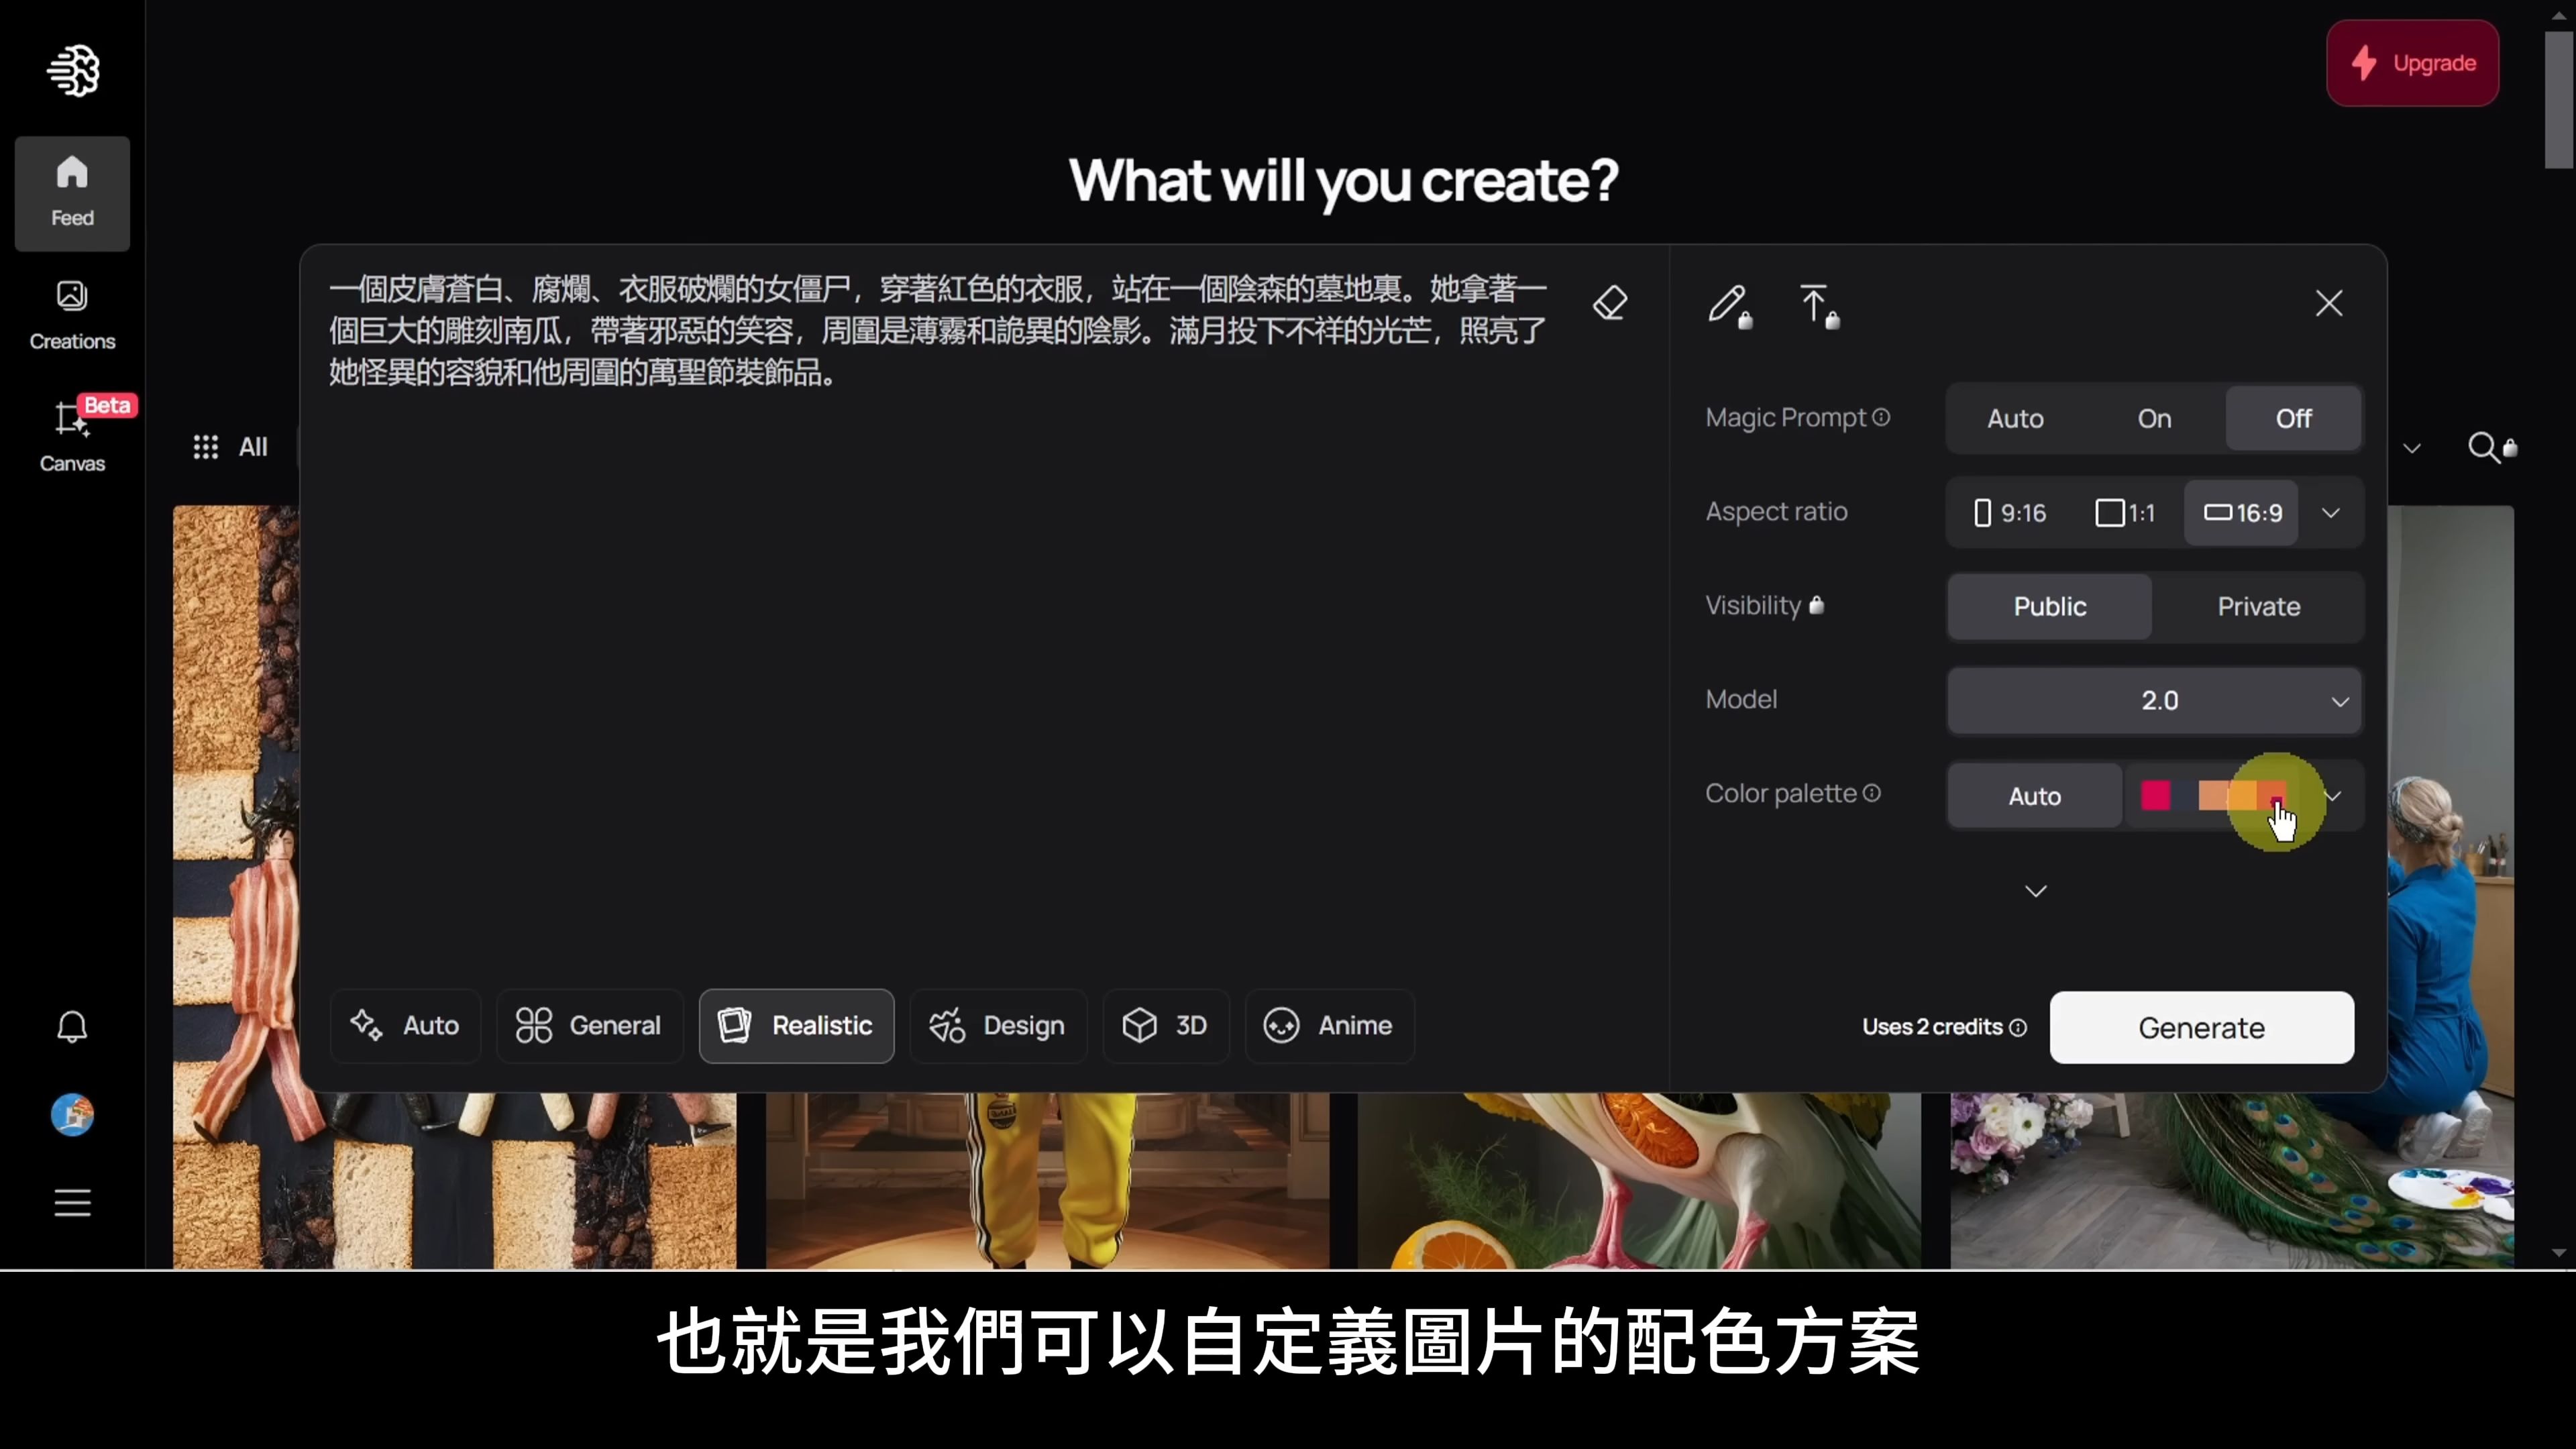 Upgrade
Feed
What will you create?
一個皮膚蒼白、腐爛、衣服破爛的女僵尸，穿著紅色的衣服，站在一個陰森的墓地裏。她拿著一
個巨大的雕刻南瓜，帶著邪惡的笑容，周圍是薄霧和詭異的陰影。滿月投下不祥的光芒，照亮了
她怪異的容貌和他周圍的萬聖節裝飾品。
Creations
Beta
Canvas
All
Magic Prompt
Auto
On
Off
Aspect ratio
9:16
1:1
16:9
Visibility
Public
Private
Model
2.0
Color palette
Auto
Auto
General
Realistic
Design
3D
Anime
Uses 2 credits
Generate
也就是我們可以自定義圖片的配色方案